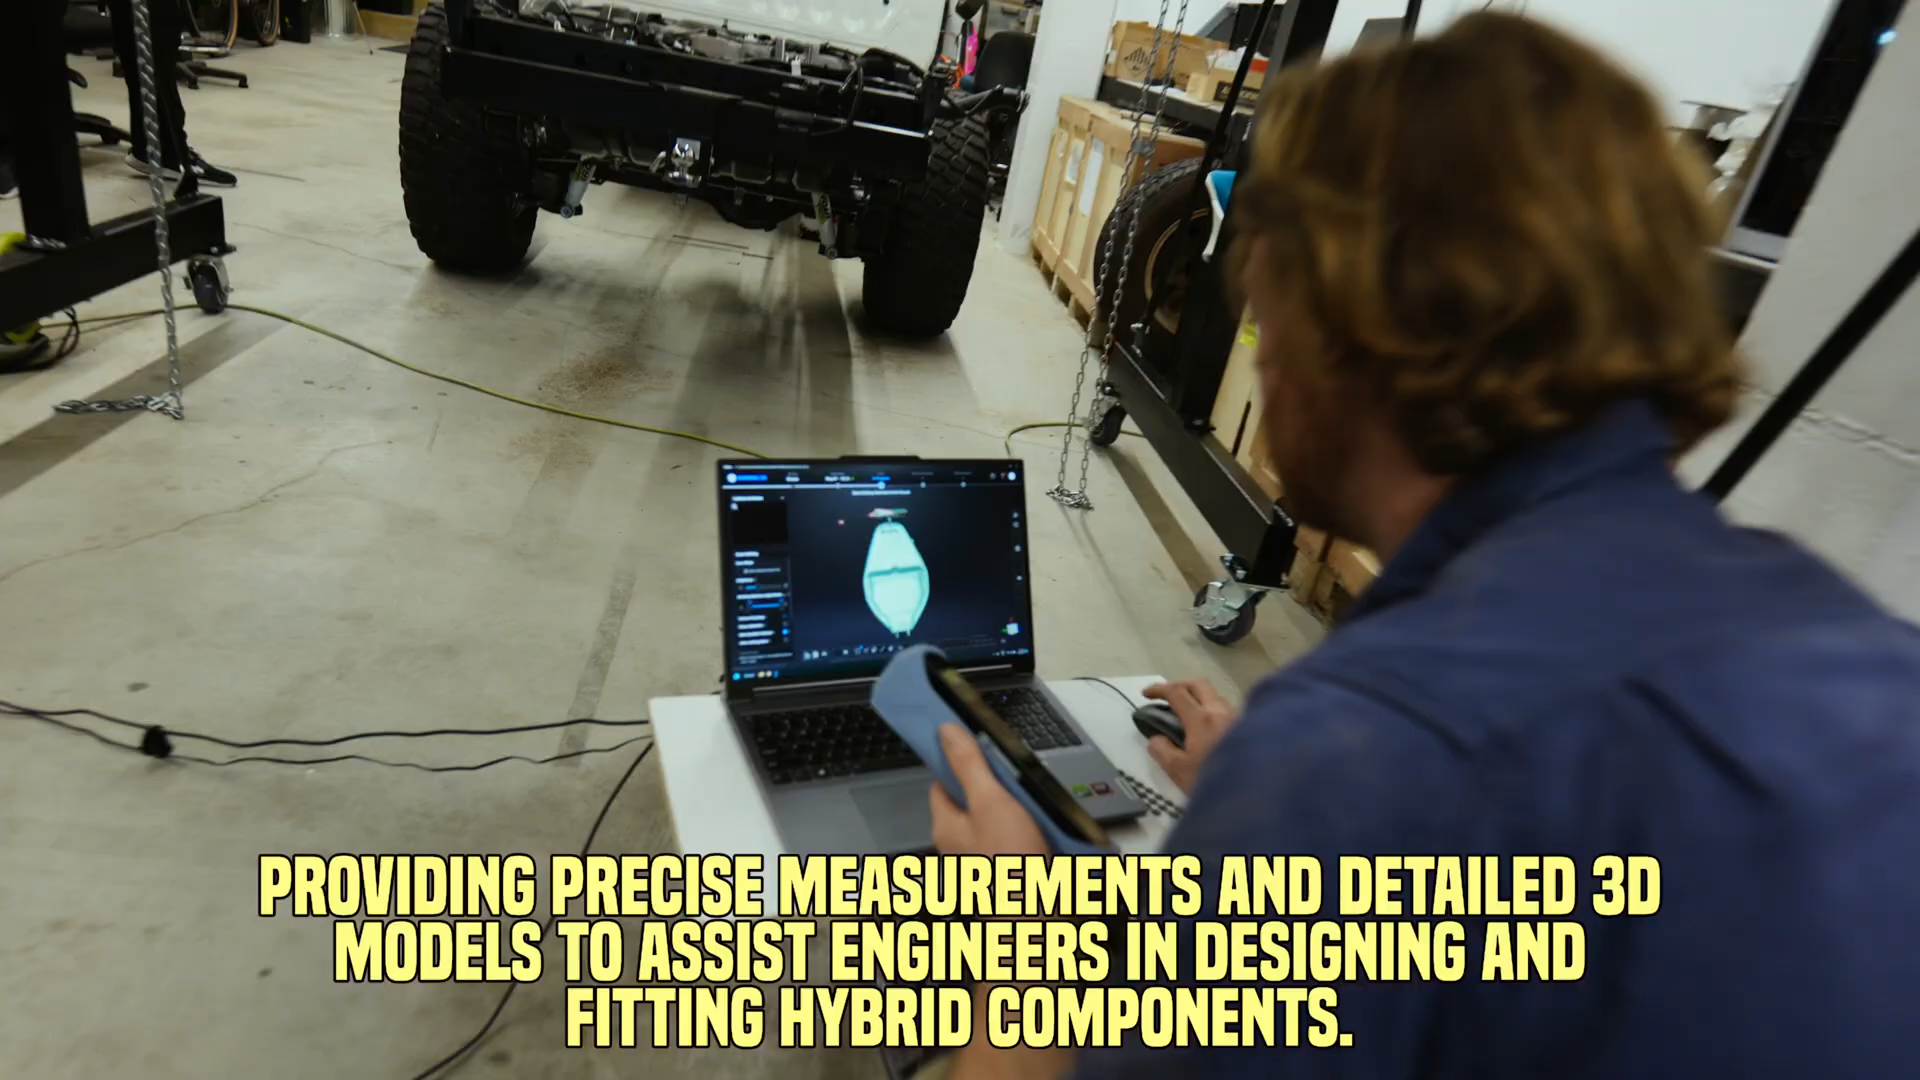 PROVIDING PRECISE MEASUREMENTS AND DETAILED 3D
MODELS TO ASSIST ENGINEERS IN DESIGNING AND
FITTING HYBRID COMPONENTS.